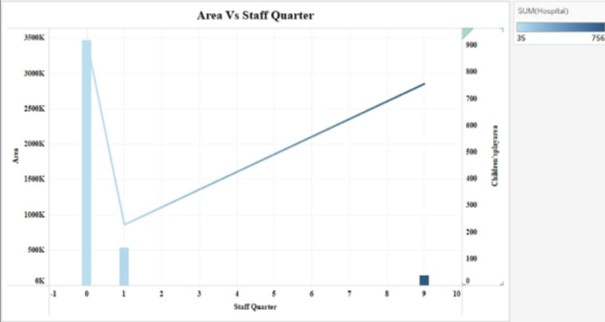 Area Vs Staff Quarter
SUM(Hospital)
35 756
3500K
3000K
2500K
2000K
1500K
1000K
500K
0K
Area
900
800
700
600
500
400
300
200
100
0
Children'splayarea
-1 0 1 2 3 4 5 6 7 8 9 10
Staff Quarter